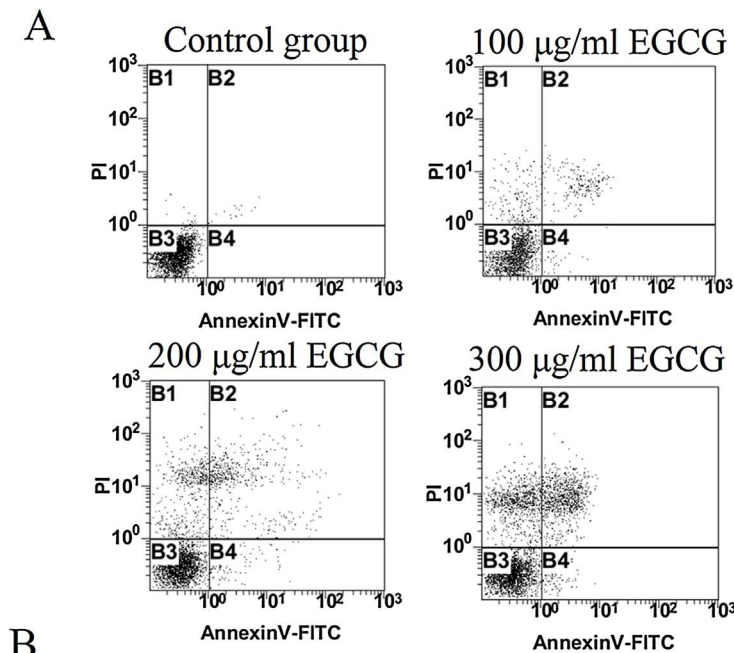 A
Control group
100 μg/ml EGCG
10³
B1 B2
10²
PI
10¹
10⁰
B3 B4
10⁰ 10¹ 10² 10³
AnnexinV-FITC
10³
B1 B2
10²
PI
10¹
10⁰
B3 B4
10⁰ 10¹ 10² 10³
AnnexinV-FITC
200 μg/ml EGCG
300 μg/ml EGCG
10³
B1 B2
10²
PI
10¹
10⁰
B3 B4
10⁰ 10¹ 10² 10³
AnnexinV-FITC
10³
B1 B2
10²
PI
10¹
10⁰
B3 B4
10⁰ 10¹ 10² 10³
AnnexinV-FITC
B